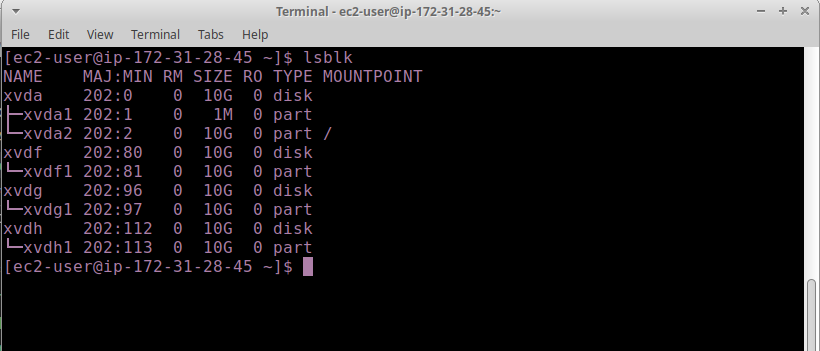 Terminal - ec2-user@ip-172-31-28-45:~
File Edit View Terminal Tabs Help
[ec2-user@ip-172-31-28-45 ~]$ lsblk
NAME    MAJ:MIN RM SIZE RO TYPE MOUNTPOINT
xvda    202:0    0  10G  0 disk
├─xvda1 202:1    0   1M  0 part
└─xvda2 202:2    0  10G  0 part /
xvdf    202:80   0  10G  0 disk
└─xvdf1 202:81   0  10G  0 part
xvdg    202:96   0  10G  0 disk
└─xvdg1 202:97   0  10G  0 part
xvdh    202:112  0  10G  0 disk
└─xvdh1 202:113  0  10G  0 part
[ec2-user@ip-172-31-28-45 ~]$